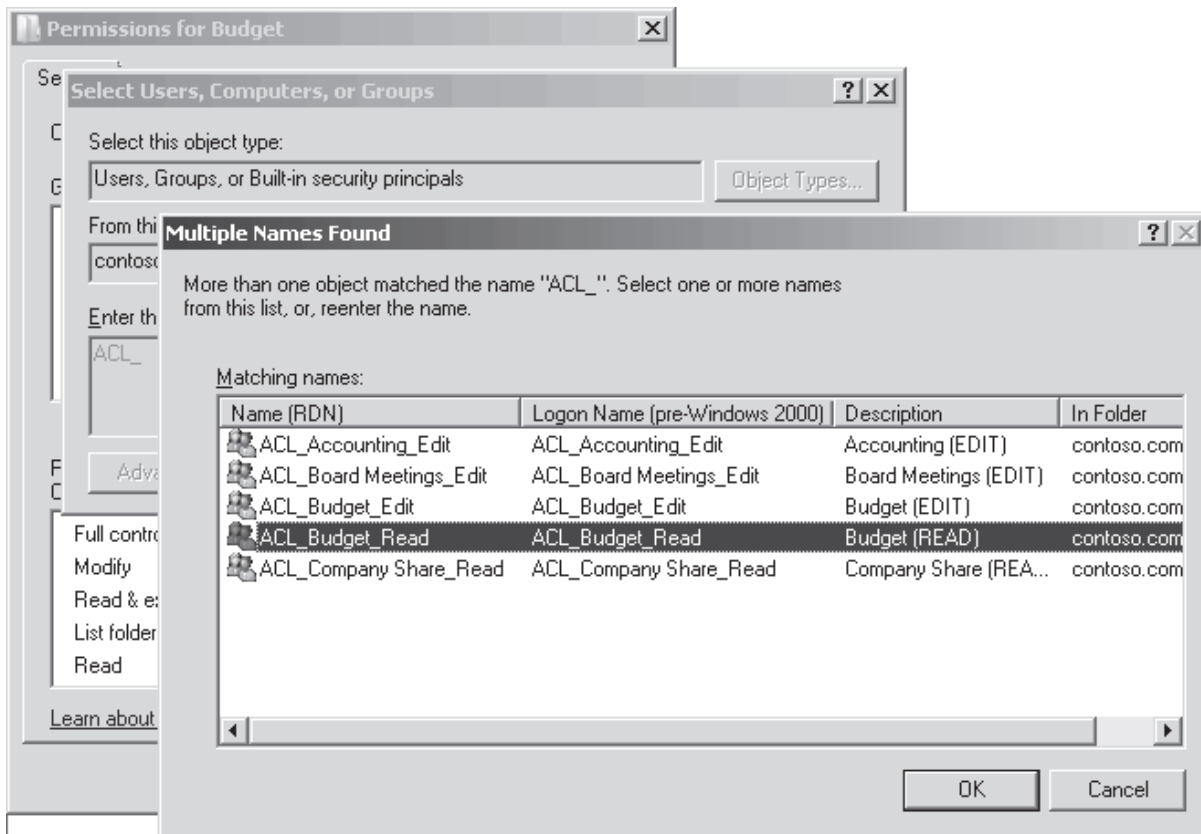 Permissions for Budget
Se
Select Users, Computers, or Groups
Select this object type:
Users, Groups, or Built-in security principals
Object Types...
From thi
contoso
Enter th
ACL_
Adva
Multiple Names Found
More than one object matched the name "ACL_". Select one or more names
from this list, or, reenter the name.
Matching names:
Name (RDN) Logon Name (pre-Windows 2000) Description In Folder
ACL_Accounting_Edit ACL_Accounting_Edit Accounting (EDIT) contoso.com
ACL_Board Meetings_Edit ACL_Board Meetings_Edit Board Meetings (EDIT) contoso.com
ACL_Budget_Edit ACL_Budget_Edit Budget (EDIT) contoso.com
ACL_Budget_Read ACL_Budget_Read Budget (READ) contoso.com
ACL_Company Share_Read ACL_Company Share_Read Company Share (REA... contoso.com
Full contro
Modify
Read & e
List folder
Read
Learn about
OK Cancel